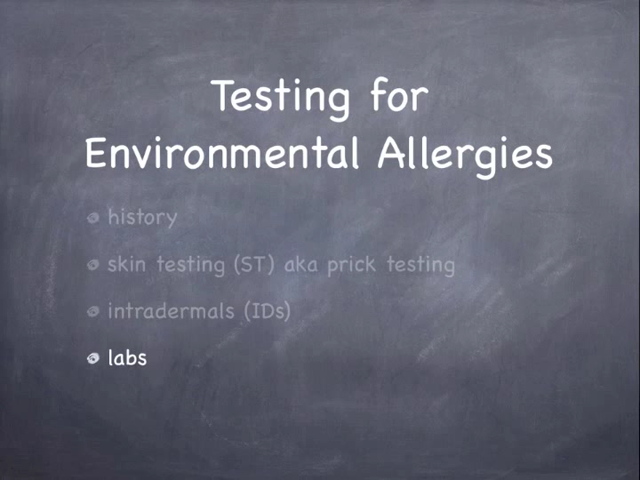 Testing for
Environmental Allergies
history
skin testing (ST) aka prick testing
intradermals (IDs)
labs